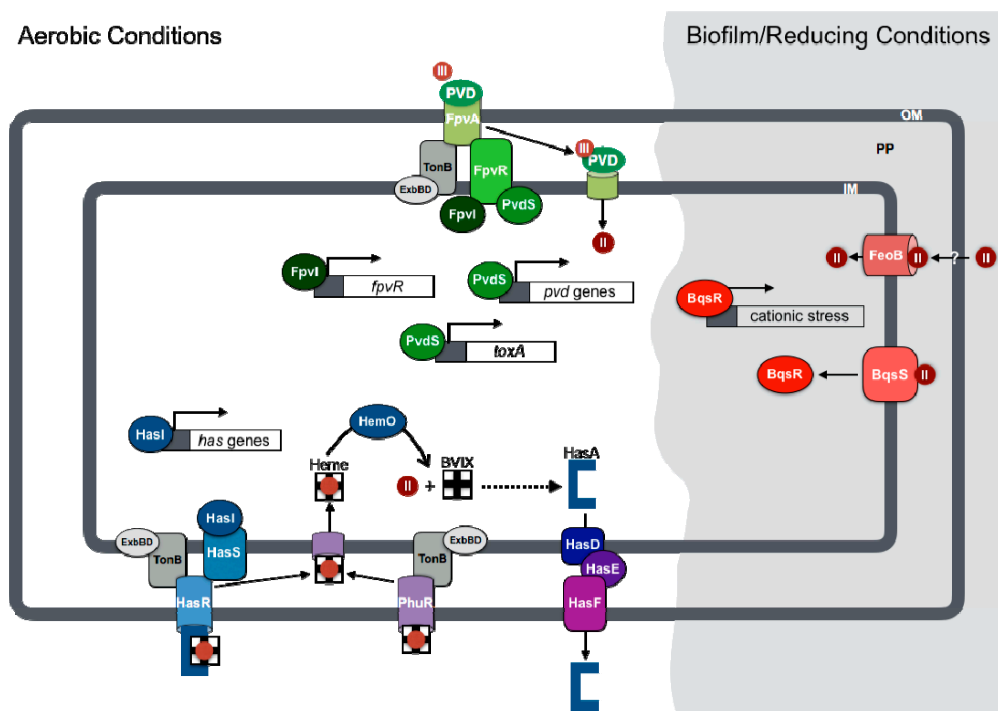 Aerobic Conditions
Biofilm/Reducing Conditions
III
PVD
FpvA
OM
PP
IM
TonB
FpvR
III
PVD
ExbBD
FpvI
PvdS
II
II
FeoB
II
?
II
FpvI
fpvR
PvdS
pvd genes
BqsR
cationic stress
PvdS
toxA
BqsR
BqsS
II
HasI
has genes
HemO
Heme
BVIX
HasA
II
+
HasI
ExbBD
TonB
HasS
ExbBD
TonB
HasD
HasE
HasR
PhuR
HasF